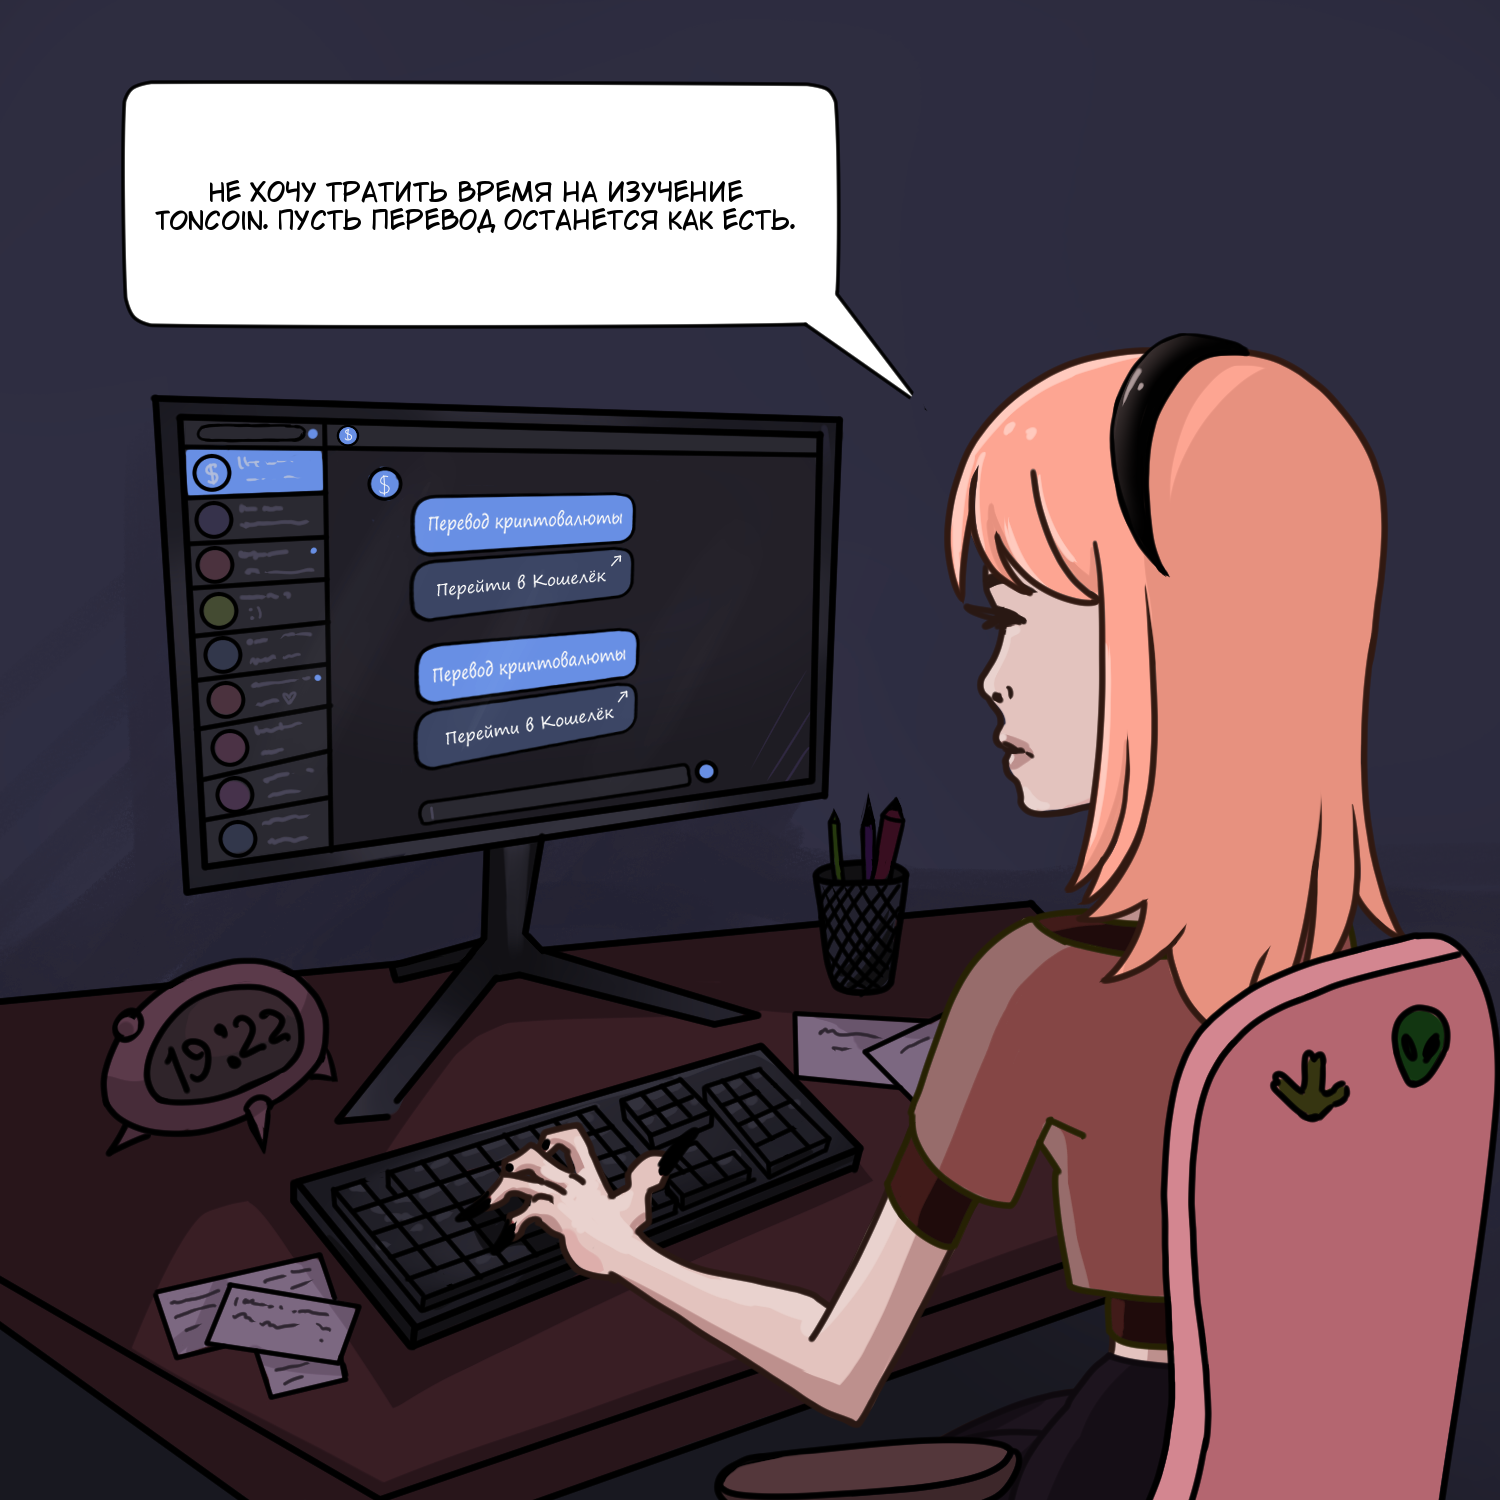 НЕ ХОЧУ ТРАТИТЬ ВРЕМЯ НА ИЗУЧЕНИЕ
TONCOIN. ПУСТЬ ПЕРЕВОД ОСТАНЕТСЯ КАК ЕСТЬ.
$
$
$
Перевод криптовалюты
Перейти в Кошелёк
:)
Перевод криптовалюты
Перейти в Кошелёк
19:22